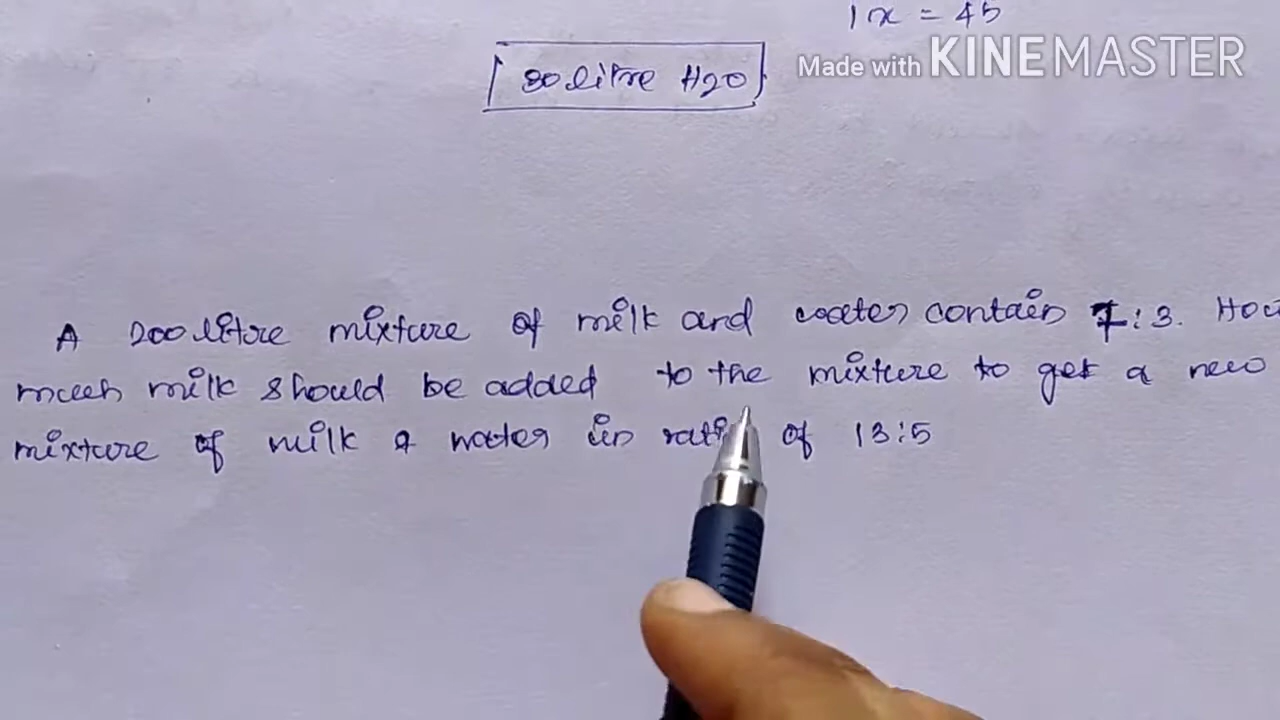 1x = 45
Made with KINEMASTER
80 litre H2O
A 200 litre mixture of milk and water contain 7:3. How
much milk should be added to the mixture to get a new
mixture of milk & water in ratio of 13:5